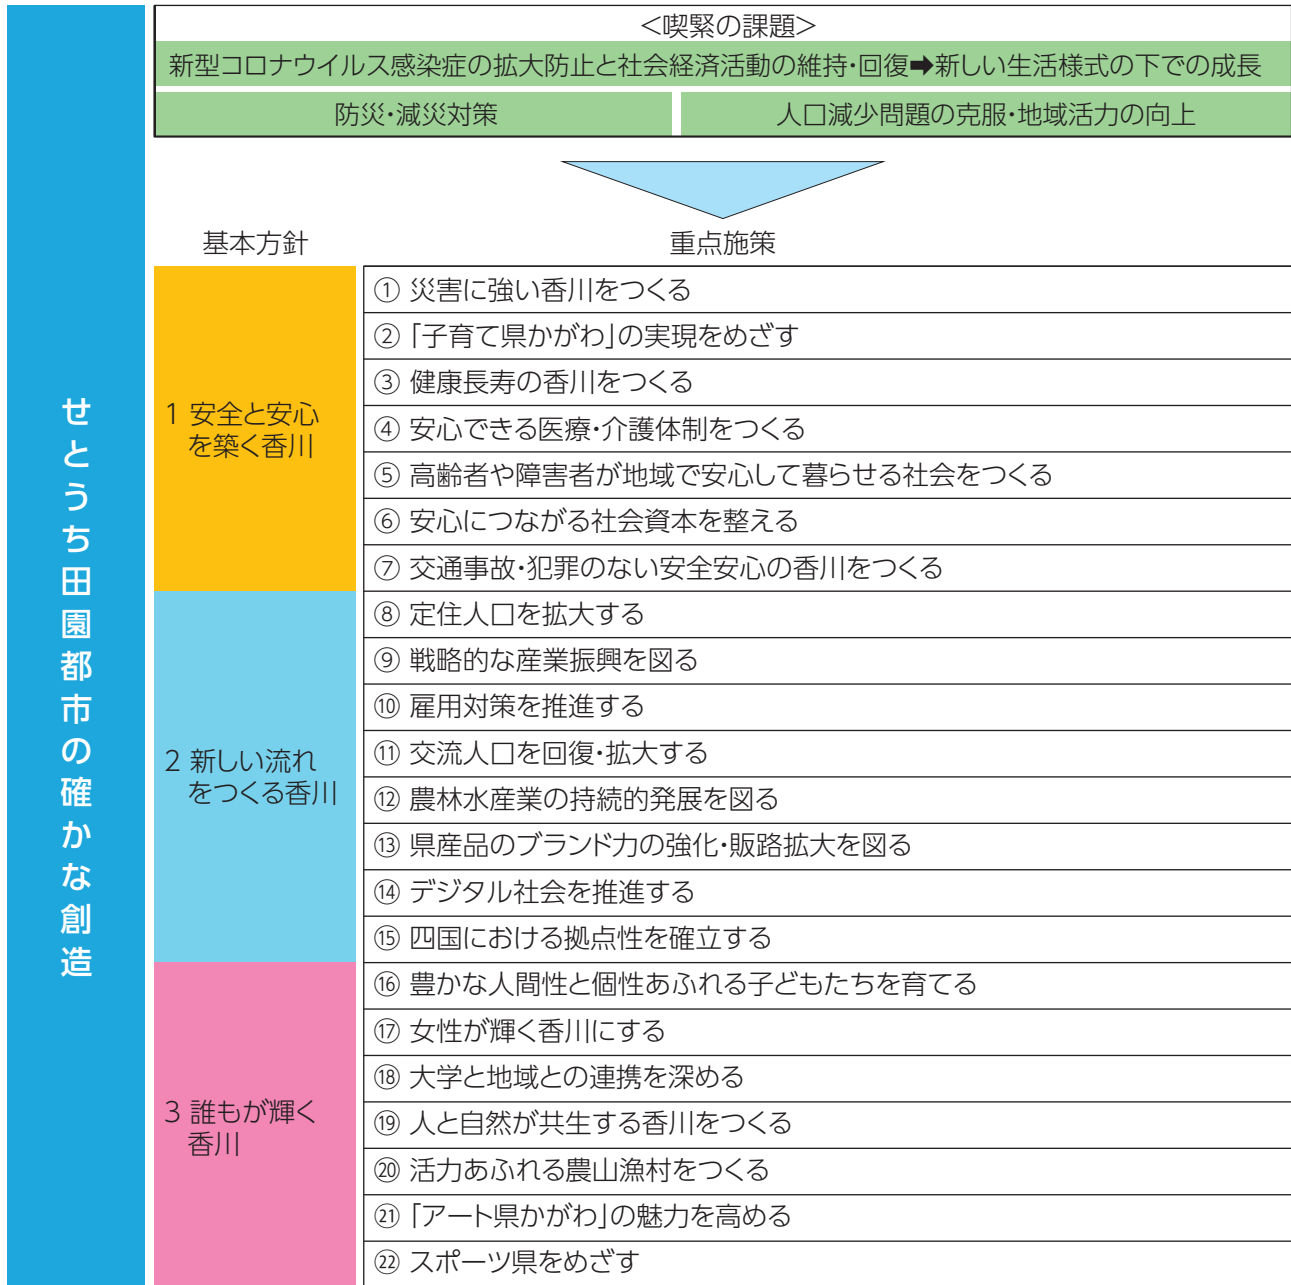 せとうち田園都市の確かな創造
<喫緊の課題>
新型コロナウイルス感染症の拡大防止と社会経済活動の維持・回復➡新しい生活様式の下での成長
防災・減災対策
人口減少問題の克服・地域活力の向上
基本方針
重点施策
1 安全と安心
を築く香川
① 災害に強い香川をつくる
② 「子育て県かがわ」の実現をめざす
③ 健康長寿の香川をつくる
④ 安心できる医療・介護体制をつくる
⑤ 高齢者や障害者が地域で安心して暮らせる社会をつくる
⑥ 安心につながる社会資本を整える
⑦ 交通事故・犯罪のない安全安心の香川をつくる
2 新しい流れ
をつくる香川
⑧ 定住人口を拡大する
⑨ 戦略的な産業振興を図る
⑩ 雇用対策を推進する
⑪ 交流人口を回復・拡大する
⑫ 農林水産業の持続的発展を図る
⑬ 県産品のブランド力の強化・販路拡大を図る
⑭ デジタル社会を推進する
⑮ 四国における拠点性を確立する
3 誰もが輝く
香川
⑯ 豊かな人間性と個性あふれる子どもたちを育てる
⑰ 女性が輝く香川にする
⑱ 大学と地域との連携を深める
⑲ 人と自然が共生する香川をつくる
⑳ 活力あふれる農山漁村をつくる
㉑ 「アート県かがわ」の魅力を高める
㉒ スポーツ県をめざす